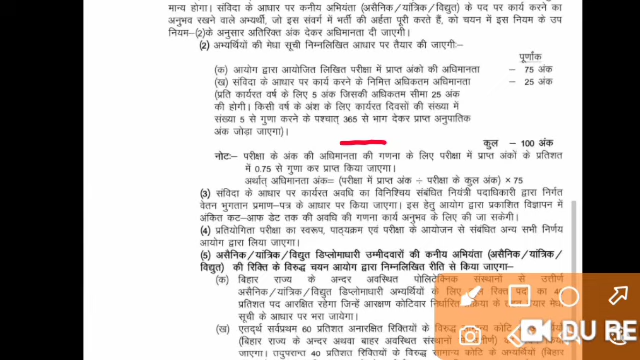 मान्य होगा। संविदा के आधार पर कनीय अभियंता (असैनिक/यांत्रिक/विद्युत) के पद पर कार्य करने का
अनुभव रखने वाले अभ्यर्थी, जो इस संवर्ग में भर्ती की अर्हता पूरी करते हैं, को चयन में इस नियम के उप
नियम-(2)के अनुसार अतिरिक्त अंक देकर अधिमानता दी जाएगी।
(2) अभ्यर्थियों की मेधा सूची निम्नलिखित आधार पर तैयार की जाएगी:-
पूर्णांक
(क) आयोग द्वारा आयोजित लिखित परीक्षा में प्राप्त अंको की अधिमानता - 75 अंक
(ख) संविदा के आधार पर कार्य करने के निमित्त अधिकतम अधिमानता - 25 अंक
(प्रति कार्यरत वर्ष के लिए 5 अंक जिसकी अधिकतम सीमा 25 अंक
की होगी। किसी वर्ष के अंश के लिए कार्यरत दिवसों की संख्या में
संख्या 5 से गुणा करने के पश्चात् 365 से भाग देकर प्राप्त अनुपातिक
अंक जोड़ा जाएगा)।
कुल - 100 अंक
नोट:- परीक्षा के अंक की अधिमानता की गणना के लिए परीक्षा में प्राप्त अंकों के प्रतिशत
में 0.75 से गुणा कर प्राप्त किया जाएगा।
अर्थात् अधिमानता अंक= (परीक्षा में प्राप्त अंक ÷ परीक्षा के कुल अंक) × 75
(3) संविदा के आधार पर कार्यरत अवधि का विनिश्चिय संबंधित नियंत्री पदाधिकारी द्वारा निर्गत
वेतन भुगतान प्रमाण-पत्र के आधार पर किया जाएगा। इस हेतु आयोग द्वारा प्रकाशित विज्ञापन में
अंकित कट-आफ डेट तक की अवधि की गणना कार्य अनुभव के लिए की जा सकेगी।
(4) प्रतियोगिता परीक्षा का स्वरूप, पाठ्यक्रम एवं परीक्षा के आयोजन से संबंधित अन्य सभी निर्णय
आयोग द्वारा लिया जाएगा।
(5) असैनिक/यांत्रिक/विद्युत डिप्लोमाधारी उम्मीदवारों की कनीय अभियंता (असैनिक/यांत्रिक/
विद्युत) की रिक्ति के विरुद्ध चयन आयोग द्वारा निम्नलिखित रीति से किया जाएगा-
(क) बिहार राज्य के अन्दर अवस्थित पोलिटेक्निक संस्थानों से उत्तीर्ण
असैनिक/यांत्रिक/विद्युत डिप्लोमाधारी अभ्यर्थियों के लिए
प्रतिशत पद आरक्षित रहेगा जिन्हें आरक्षण कोटिवार निर्धारित
सूची के आधार पर भरा जायेगा।
(ख) एतदर्थ सर्वप्रथम 60 प्रतिशत अनारक्षित रिक्तियों के विरूद्ध सामान्य
(बिहार राज्य के अन्दर अथवा बाहर अवस्थित संस्थानों
जाएगा। तदुपरान्त 40 प्रतिशत रिक्तियों के विरूद्ध सामान्य कोटि के अभ्यर्थियों (बिहार
DU RE